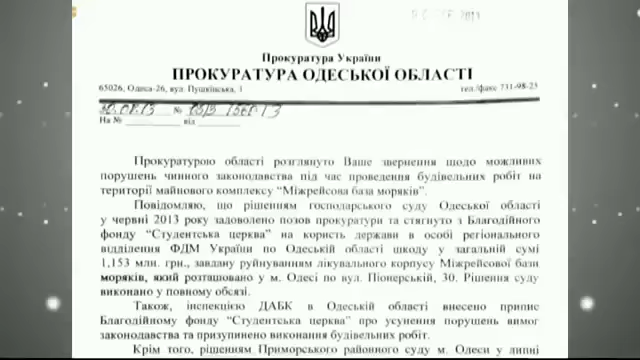 Прокуратура України
ПРОКУРАТУРА ОДЕСЬКОЇ ОБЛАСТІ
65026, Одеса-26, вул. Пушкінська, 3 тел./факс 731-98-23
№
На № від
Прокуратурою області розглянуто Ваше звернення щодо можливих
порушень чинного законодавства під час проведення будівельних робіт на
території майнового комплексу “Міжрейсова база моряків”.
Повідомляю, що рішенням господарського суду Одеської області
у червні 2013 року задоволено позов прокуратури та стягнуто з Благодійного
фонду “Студентська церква” на користь держави в особі регіонального
відділення ФДМ України по Одеській області шкоду у загальній сумі
1,153 млн. грн., завдану руйнуванням лікувального корпусу Міжрейсової бази
моряків, який розташовано у м. Одесі по вул. Піонерській, 30. Рішення суду
виконано у повному обсязі.
Також, інспекцією ДАБК в Одеській області внесено припис
Благодійному фонду “Студентська церква” про усунення порушень вимог
законодавства та призупинено виконання будівельних робіт.
Крім того, рішенням Приморського районного суду м. Одеси у липні